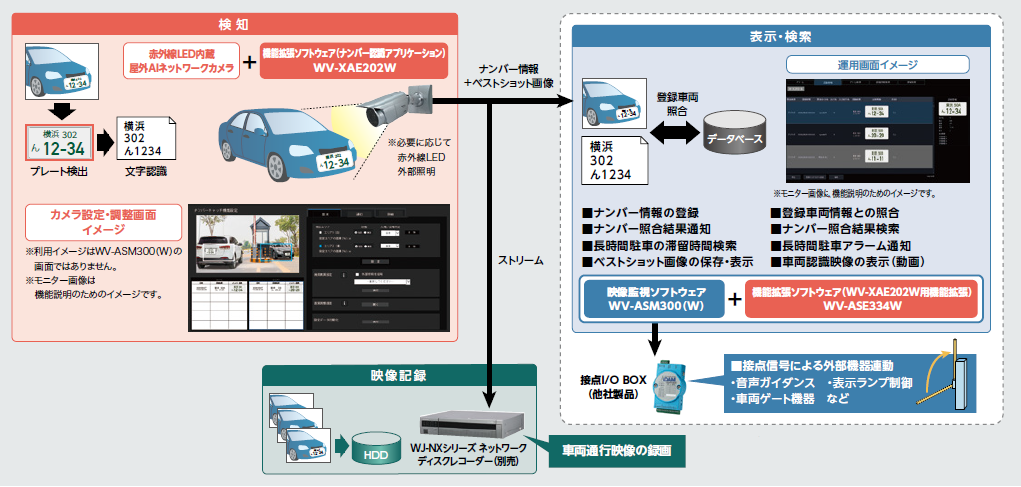 検知
赤外線LED内蔵
屋外AIネットワークカメラ
+
機能拡張ソフトウェア(ナンバー認識アプリケーション)
WV-XAE202W
12-34
横浜 302
ん 12-34
プレート検出
横浜
302
ん1234
文字認識
横浜 302
12-34
※必要に応じて
赤外線LED
外部照明
カメラ設定・調整画面
イメージ
※利用イメージはWV-ASM300(W)の
画面ではありません。
※モニター画像は
機能説明のためのイメージです。
ナンバー情報
+ベストショット画像
ストリーム
表示・検索
運用画面イメージ
12-34
横浜
302
ん1234
登録車両
照合
データベース
※モニター画像は、機能説明のためのイメージです。
■ナンバー情報の登録
■ナンバー照合結果通知
■長時間駐車の滞留時間検索
■ベストショット画像の保存・表示
■登録車両情報との照合
■ナンバー照合結果検索
■長時間駐車アラーム通知
■車両認識映像の表示(動画)
映像監視ソフトウェア
WV-ASM300(W)
+
機能拡張ソフトウェア(WV-XAE202W用機能拡張)
WV-ASE334W
接点I/O BOX
(他社製品)
■接点信号による外部機器連動
・音声ガイダンス ・表示ランプ制御
・車両ゲート機器 など
映像記録
HDD
WJ-NXシリーズ ネットワーク
ディスクレコーダー(別売)
車両通行映像の録画